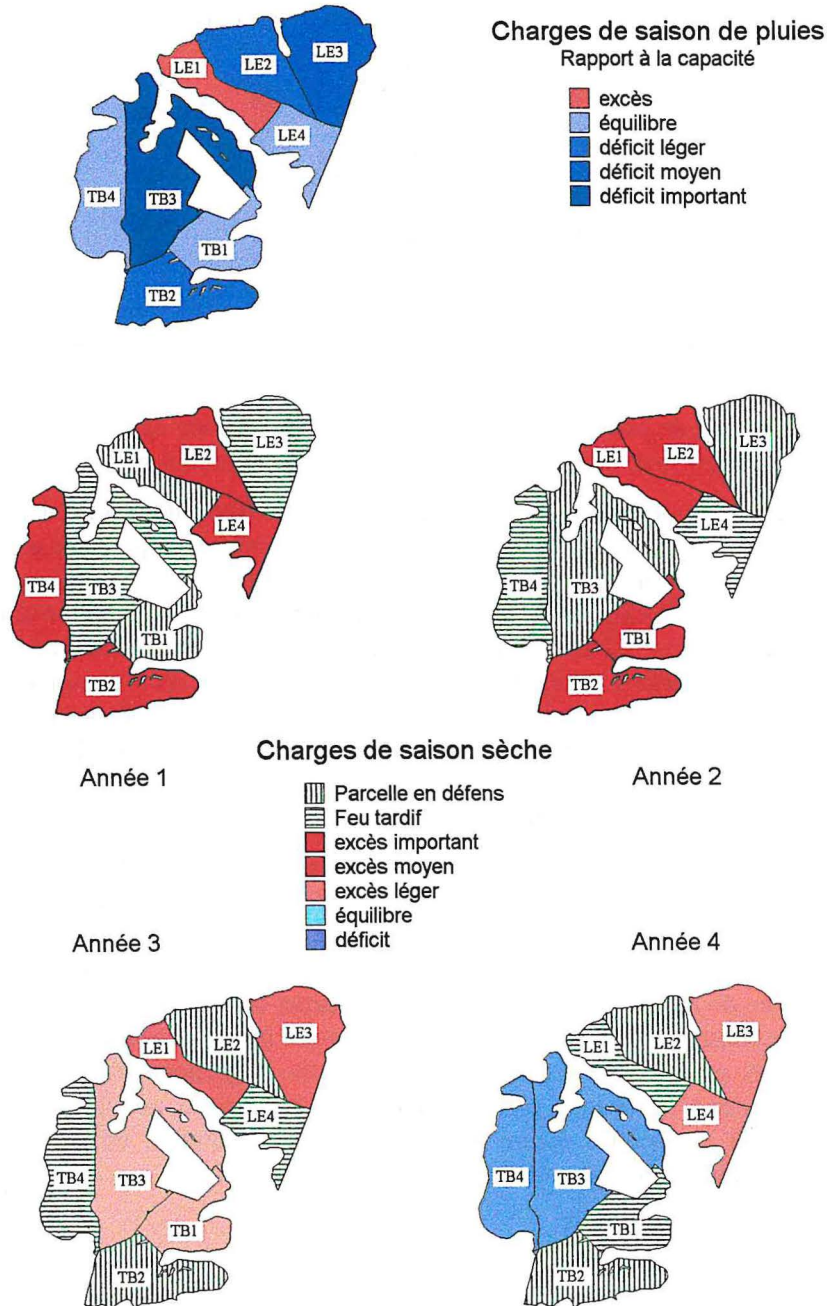 Charges de saison de pluies
Rapport à la capacité
excès
équilibre
déficit léger
déficit moyen
déficit important
LE1
LE2
LE3
LE4
TB4
TB3
TB1
TB2
LE1
LE2
LE3
LE4
TB4
TB3
TB1
TB2
LE1
LE2
LE3
LE4
TB4
TB3
TB1
TB2
Charges de saison sèche
Année 1
Année 2
Parcelle en défens
Feu tardif
excès important
excès moyen
excès léger
équilibre
déficit
Année 3
Année 4
LE1
LE2
LE3
LE4
TB4
TB3
TB1
TB2
LE1
LE2
LE3
LE4
TB4
TB3
TB1
TB2